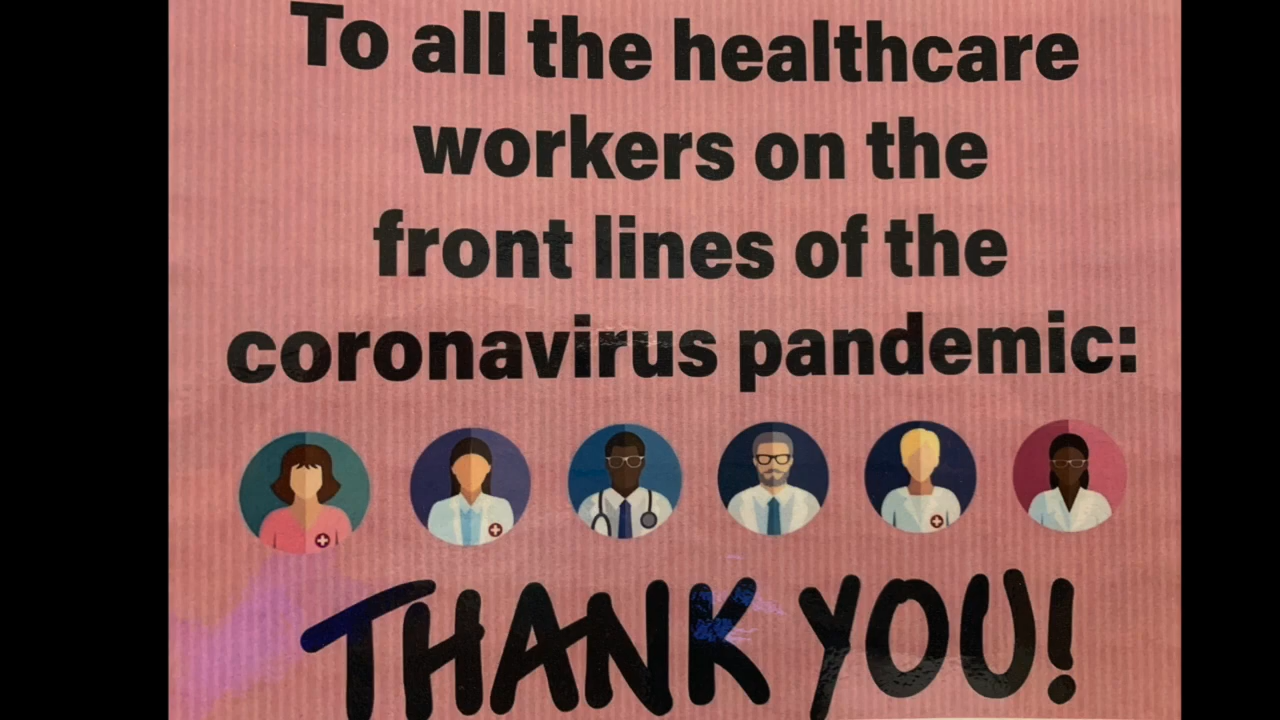 To all the healthcare
workers on the
front lines of the
coronavirus pandemic:
THANK YOU!